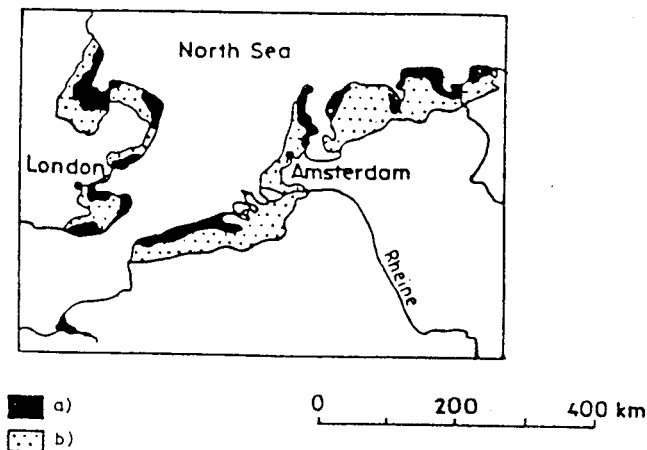 North Sea
London
Amsterdam
Rheine
a)
b)
0 200 400 km